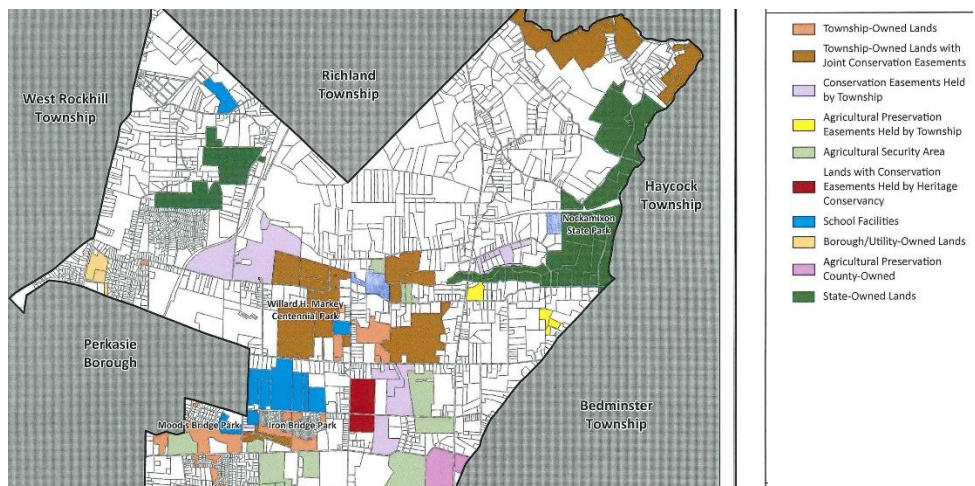 West Rockhill
Township
Richland
Township
Haycock
Township
Nockamixon
State Park
Willard H. Markey
Centennial Park
Perkasie
Borough
Mood's Bridge Park
Iron Bridge Park
Bedminster
Township
Township-Owned Lands
Township-Owned Lands with
Joint Conservation Easements
Conservation Easements Held
by Township
Agricultural Preservation
Easements Held by Township
Agricultural Security Area
Lands with Conservation
Easements Held by Heritage
Conservancy
School Facilities
Borough/Utility-Owned Lands
Agricultural Preservation
County-Owned
State-Owned Lands